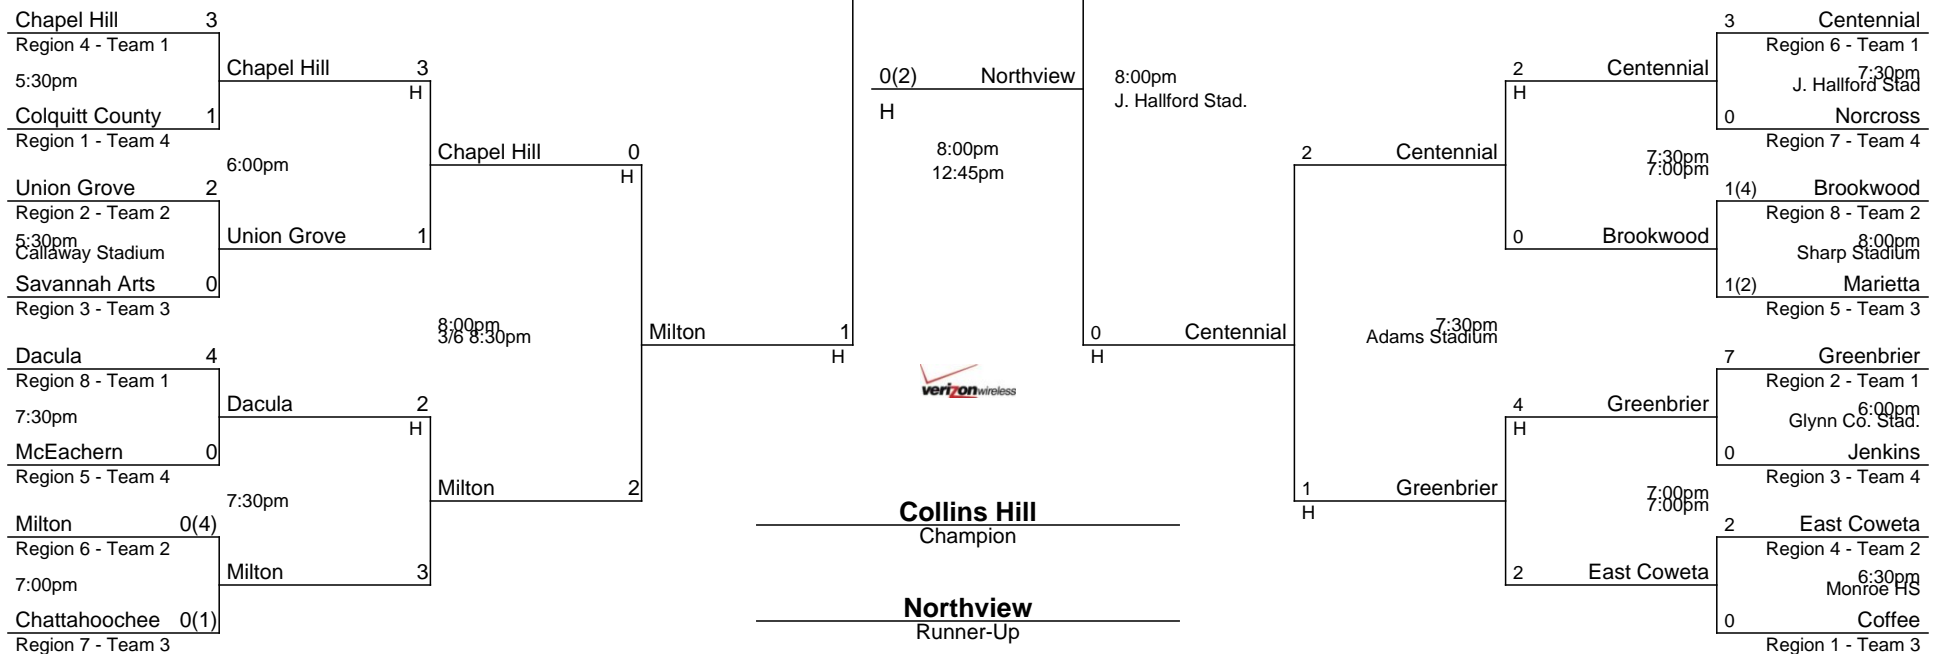 Chapel Hill 3
Region 4 - Team 1
5:30pm
Colquitt County 1
Region 1 - Team 4
Union Grove 2
Region 2 - Team 2
5:30pm
Callaway Stadium
Savannah Arts 0
Region 3 - Team 3
Dacula 4
Region 8 - Team 1
7:30pm
McEachern 0
Region 5 - Team 4
Milton 0(4)
Region 6 - Team 2
7:00pm
Chattahoochee 0(1)
Region 7 - Team 3
Chapel Hill 3
H
6:00pm
Union Grove 1
Dacula 2
H
7:30pm
Milton 3
Chapel Hill 0
H
8:00pm
3/6 8:30pm
Milton 2
Milton 1
H
0(2) Northview
H
8:00pm
12:45pm
verizonwireless
Collins Hill
Champion
Northview
Runner-Up
8:00pm
J. Hallford Stad.
0 Centennial
H
2 Centennial
7:30pm
Adams Stadium
1 Greenbrier
H
2 Centennial
H
7:30pm
7:00pm
0 Brookwood
4 Greenbrier
H
7:00pm
7:00pm
2 East Coweta
3 Centennial
Region 6 - Team 1
7:30pm
J. Hallford Stad
0 Norcross
Region 7 - Team 4
1(4) Brookwood
Region 8 - Team 2
8:00pm
Sharp Stadium
1(2) Marietta
Region 5 - Team 3
7 Greenbrier
Region 2 - Team 1
6:00pm
Glynn Co. Stad.
0 Jenkins
Region 3 - Team 4
2 East Coweta
Region 4 - Team 2
6:30pm
Monroe HS
0 Coffee
Region 1 - Team 3